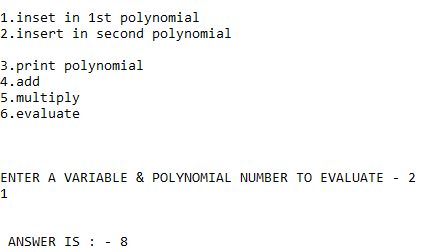 1.inset in 1st polynomial
2.insert in second polynomial
3.print polynomial
4.add
5.multiply
6.evaluate
ENTER A VARIABLE & POLYNOMIAL NUMBER TO EVALUATE - 2
1
ANSWER IS : - 8